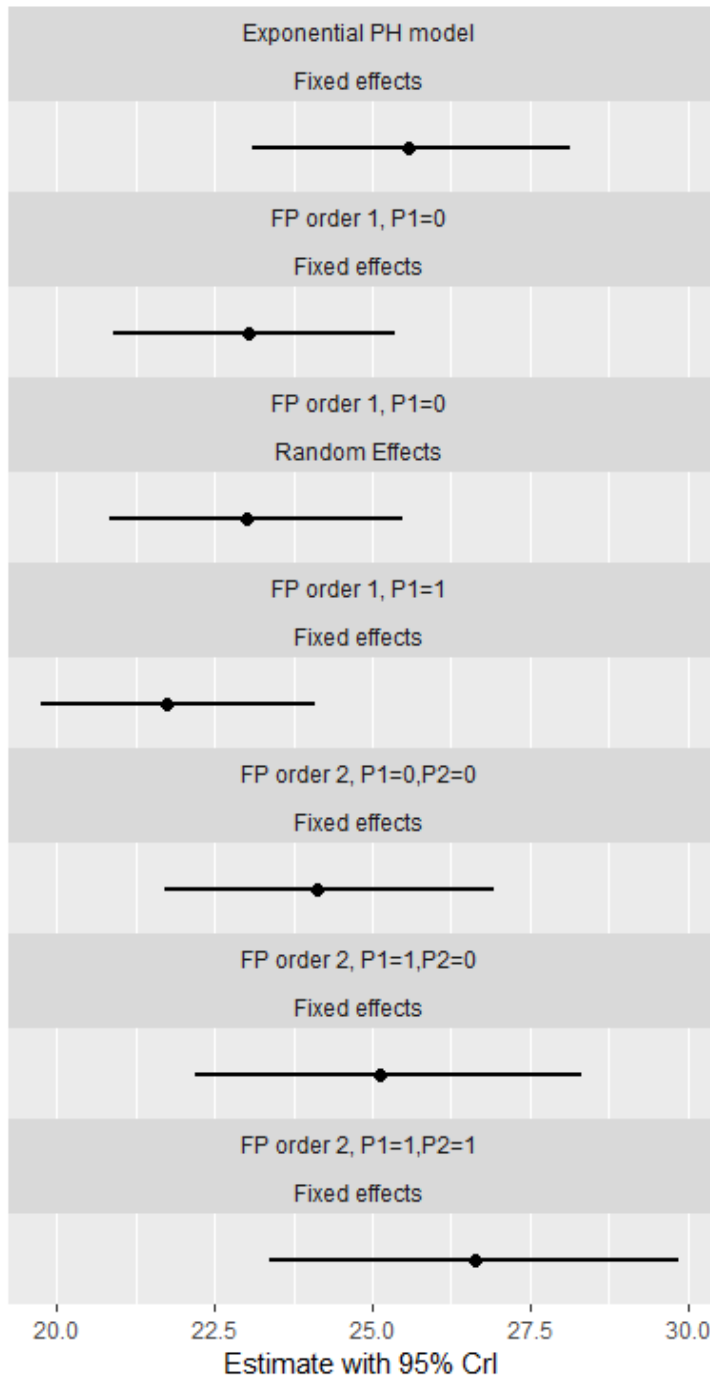 Exponential PH model
Fixed effects
FP order 1, P1=0
Fixed effects
FP order 1, P1=0
Random Effects
FP order 1, P1=1
Fixed effects
FP order 2, P1=0,P2=0
Fixed effects
FP order 2, P1=1,P2=0
Fixed effects
FP order 2, P1=1,P2=1
Fixed effects
20.0 22.5 25.0 27.5 30.0
Estimate with 95% CrI